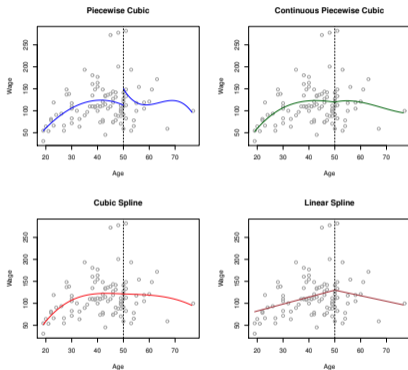 Piecewise Cubic
Continuous Piecewise Cubic
Wage
50 100 150 200 250
20 30 40 50 60 70
Age
Wage
50 100 150 200 250
20 30 40 50 60 70
Age
Cubic Spline
Linear Spline
Wage
50 100 150 200 250
20 30 40 50 60 70
Age
Wage
50 100 150 200 250
20 30 40 50 60 70
Age